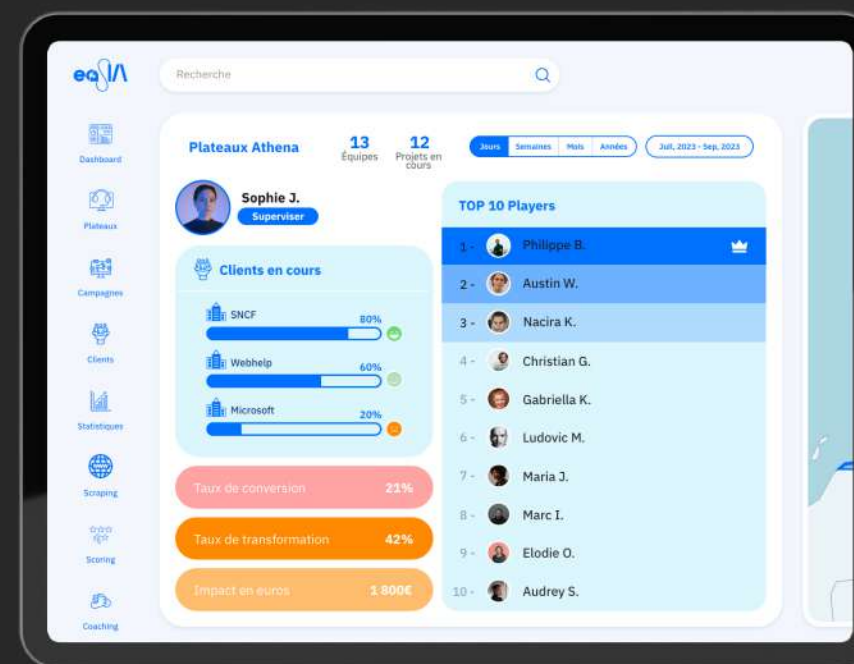 eqSIA
Recherche
Dashboard
Plateaux
Campagnes
Clients
Statistiques
Scraping
Scoring
Coaching
Plateaux Athena
13
Équipes
12
Projets en
cours
Jours Semaines Mois Années
Juil, 2023 - Sep, 2023
Sophie J.
Superviser
Clients en cours
SNCF
80%
Webhelp
60%
Microsoft
20%
Taux de conversion 21%
Taux de transformation 42%
Impact en euros 1 800€
TOP 10 Players
1 - Philippe B.
2 - Austin W.
3 - Nacira K.
4 - Christian G.
5 - Gabriella K.
6 - Ludovic M.
7 - Maria J.
8 - Marc I.
9 - Elodie O.
10 - Audrey S.